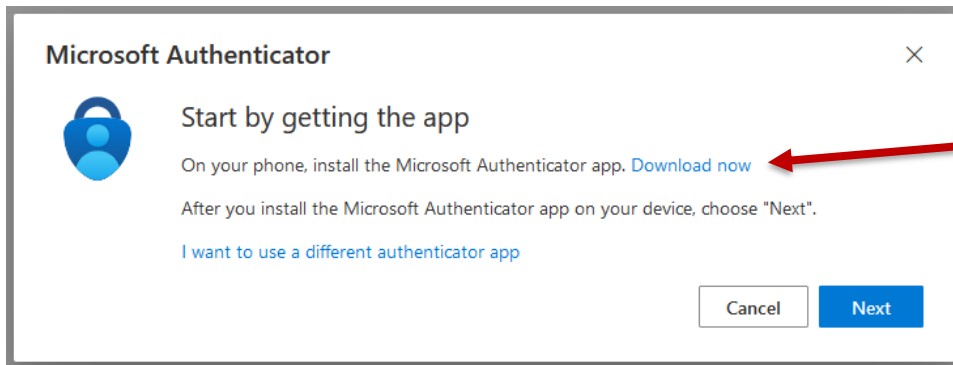 Microsoft Authenticator
Start by getting the app
On your phone, install the Microsoft Authenticator app. Download now
After you install the Microsoft Authenticator app on your device, choose "Next".
I want to use a different authenticator app
Cancel Next